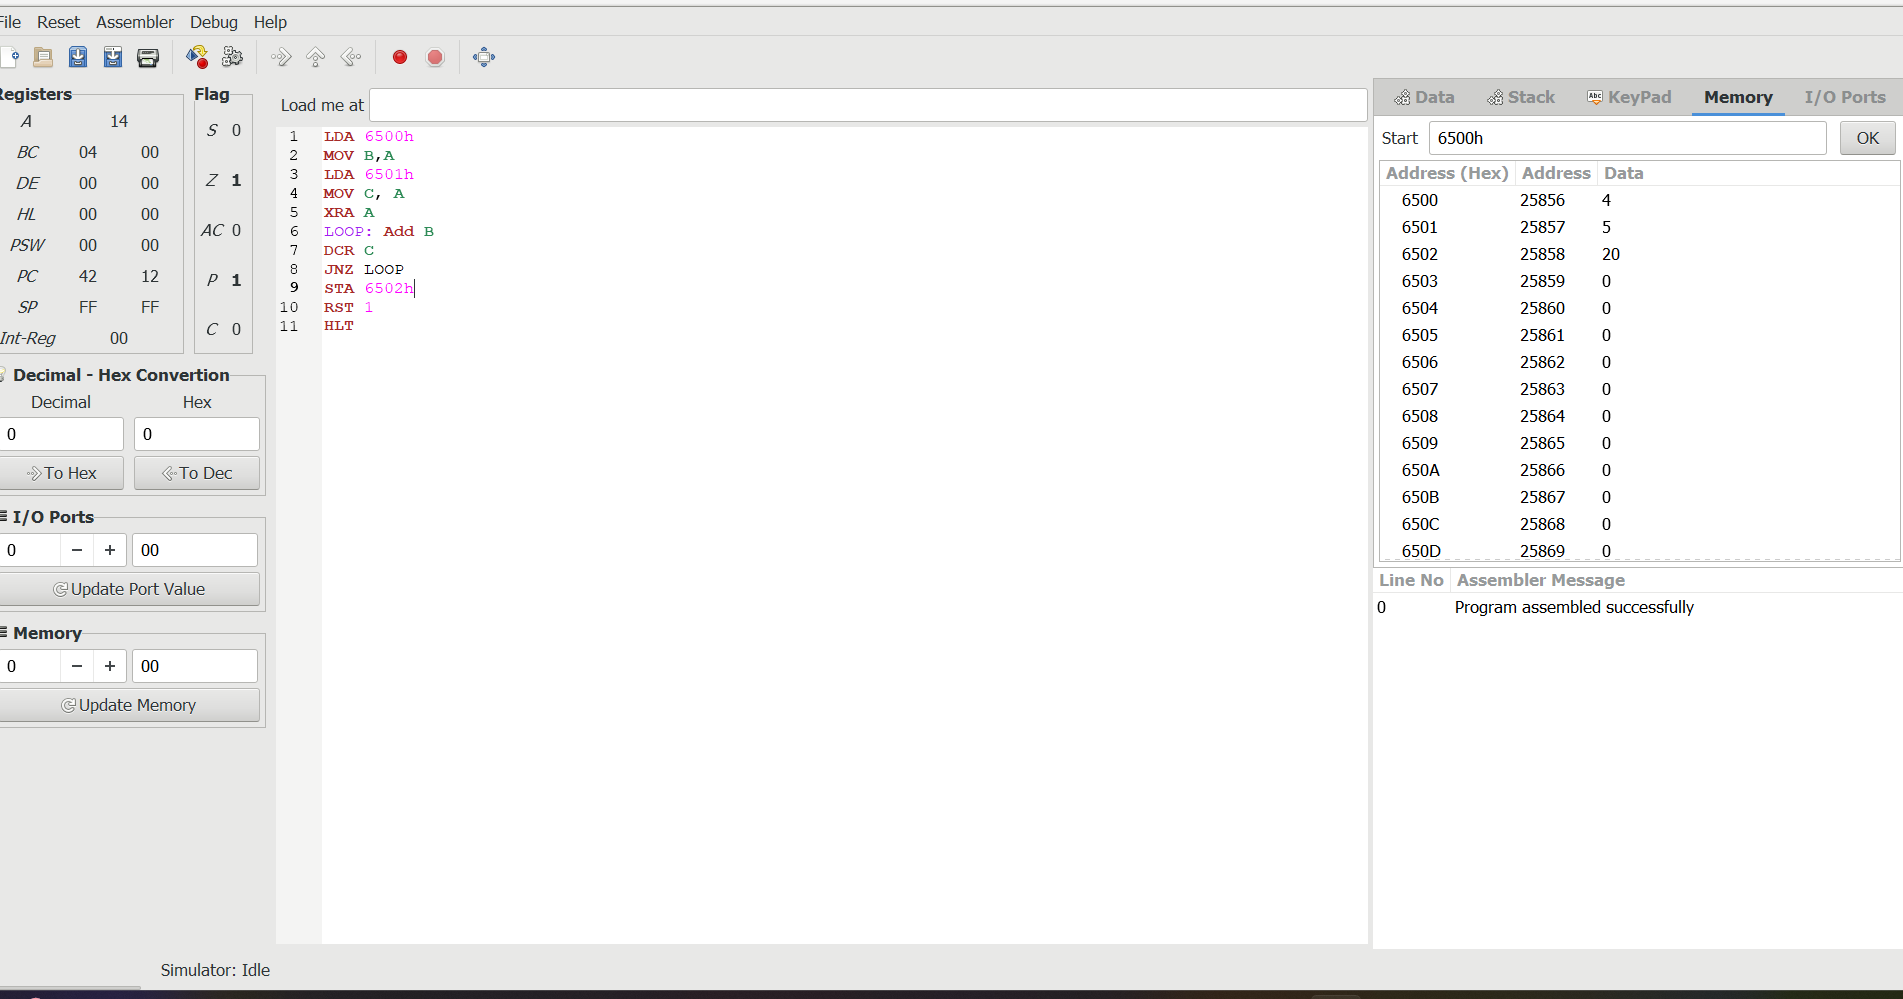 File Reset Assembler Debug Help
Registers
A 14
BC 04 00
DE 00 00
HL 00 00
PSW 00 00
PC 42 12
SP FF FF
Int-Reg 00
Flag
S 0
Z 1
AC 0
P 1
C 0
Decimal - Hex Convertion
Decimal Hex
0 0
To Hex To Dec
I/O Ports
0 − + 00
Update Port Value
Memory
0 − + 00
Update Memory
Load me at
1 LDA 6500h
2 MOV B,A
3 LDA 6501h
4 MOV C, A
5 XRA A
6 LOOP: Add B
7 DCR C
8 JNZ LOOP
9 STA 6502h
10 RST 1
11 HLT
Data Stack Abc KeyPad Memory I/O Ports
Start 6500h OK
Address (Hex) Address Data
6500 25856 4
6501 25857 5
6502 25858 20
6503 25859 0
6504 25860 0
6505 25861 0
6506 25862 0
6507 25863 0
6508 25864 0
6509 25865 0
650A 25866 0
650B 25867 0
650C 25868 0
650D 25869 0
Line No Assembler Message
0 Program assembled successfully
Simulator: Idle